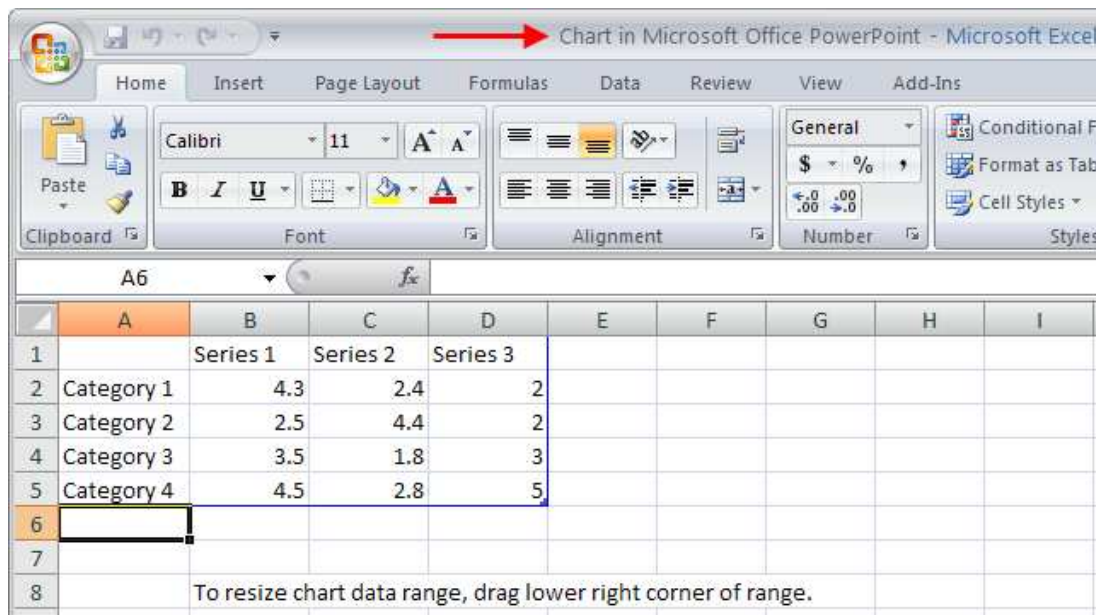 Chart in Microsoft Office PowerPoint - Microsoft Excel
Home Insert Page Layout Formulas Data Review View Add-Ins
Calibri 11 A A General Conditional F
$ % , Format as Tab
Paste B I U A a .0 .00 .00 .0 Cell Styles
Clipboard Font Alignment Number Styles
A6 fx
A B C D E F G H I
1 Series 1 Series 2 Series 3
2 Category 1 4.3 2.4 2
3 Category 2 2.5 4.4 2
4 Category 3 3.5 1.8 3
5 Category 4 4.5 2.8 5
6
7
8 To resize chart data range, drag lower right corner of range.